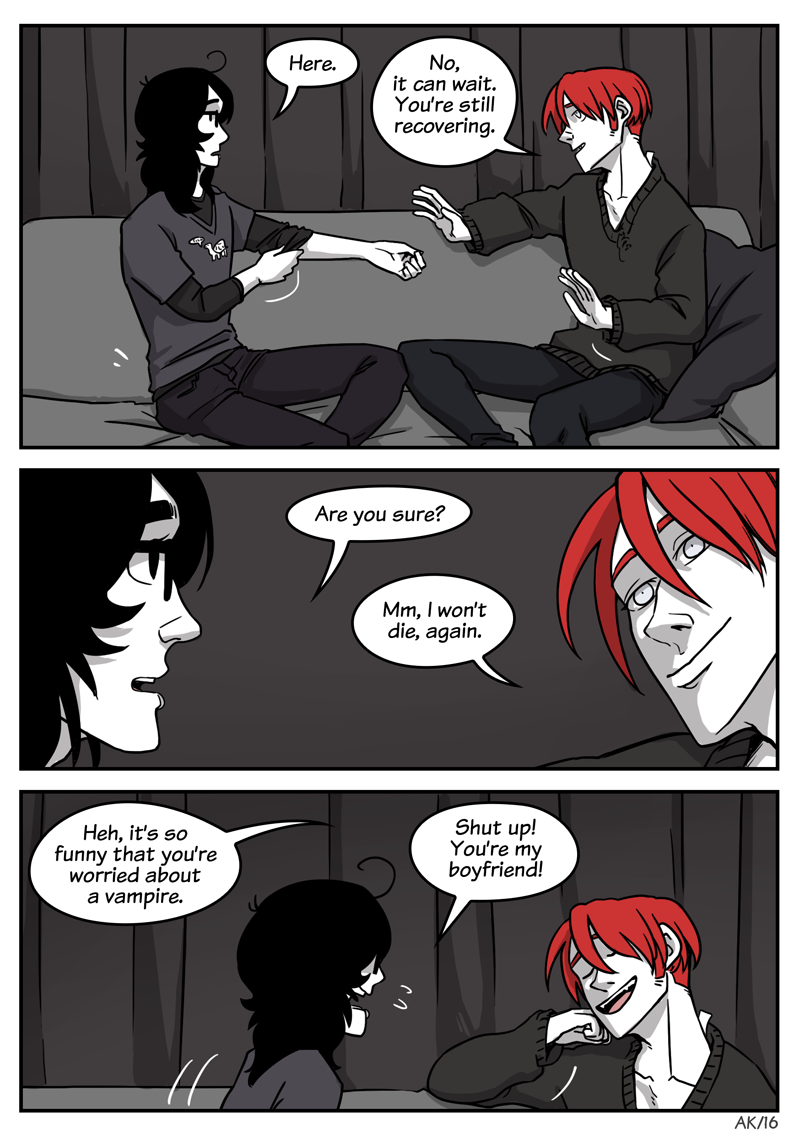 Here.
No,
it can wait.
You're still
recovering.
Are you sure?
Mm, I won't
die, again.
Heh, it's so
funny that you're
worried about
a vampire.
Shut up!
You're my
boyfriend!
AK/16